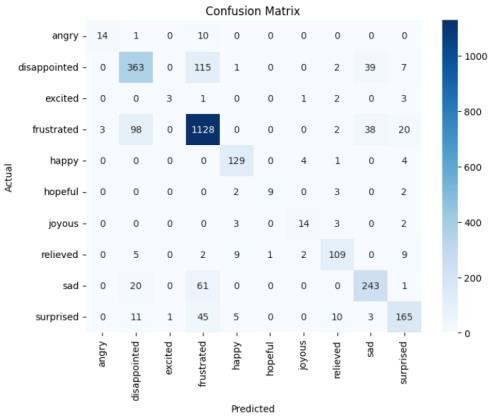 Confusion Matrix
angry 14 1 0 10 0 0 0 0 0 0
disappointed 0 363 0 115 1 0 0 2 39 7
excited 0 0 3 1 0 0 1 2 0 3
frustrated 3 98 0 1128 0 0 0 2 38 20
happy 0 0 0 0 129 0 4 1 0 4
hopeful 0 0 0 0 2 9 0 3 0 2
joyous 0 0 0 0 3 0 14 3 0 2
relieved 0 5 0 2 9 1 2 109 0 9
sad 0 20 0 61 0 0 0 0 243 1
surprised 0 11 1 45 5 0 0 10 3 165
angry disappointed excited frustrated happy hopeful joyous relieved sad surprised
Predicted
Actual
1000
800
600
400
200
0